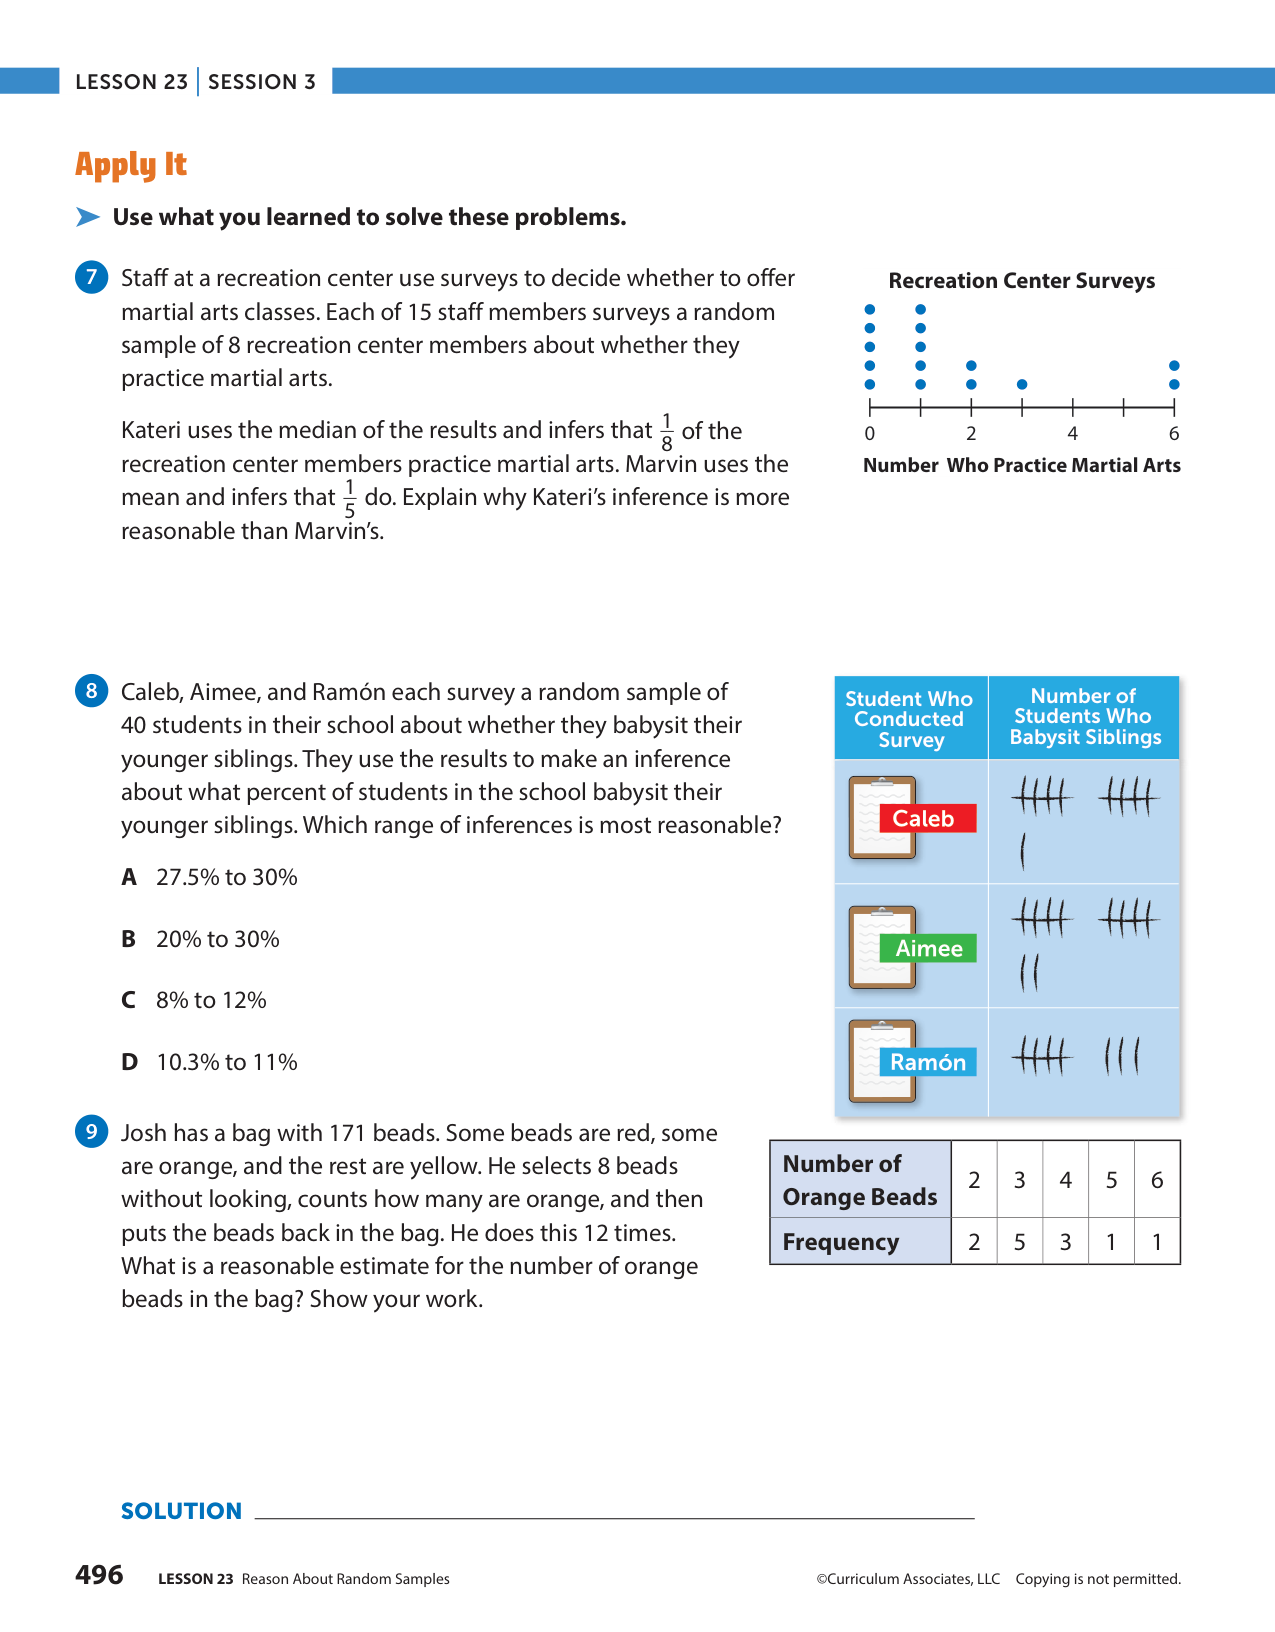 LESSON 23 | SESSION 3
Apply It
Use what you learned to solve these problems.
7 Staff at a recreation center use surveys to decide whether to offer
martial arts classes. Each of 15 staff members surveys a random
sample of 8 recreation center members about whether they
practice martial arts.
Kateri uses the median of the results and infers that 1/8 of the
recreation center members practice martial arts. Marvin uses the
mean and infers that 1/5 do. Explain why Kateri’s inference is more
reasonable than Marvin’s.
Recreation Center Surveys
0 2 4 6
Number Who Practice Martial Arts
8 Caleb, Aimee, and Ramón each survey a random sample of
40 students in their school about whether they babysit their
younger siblings. They use the results to make an inference
about what percent of students in the school babysit their
younger siblings. Which range of inferences is most reasonable?
A 27.5% to 30%
B 20% to 30%
C 8% to 12%
D 10.3% to 11%
Student Who
Conducted
Survey
Number of
Students Who
Babysit Siblings
Caleb
Aimee
Ramón
9 Josh has a bag with 171 beads. Some beads are red, some
are orange, and the rest are yellow. He selects 8 beads
without looking, counts how many are orange, and then
puts the beads back in the bag. He does this 12 times.
What is a reasonable estimate for the number of orange
beads in the bag? Show your work.
Number of
Orange Beads 2 3 4 5 6
Frequency 2 5 3 1 1
SOLUTION
496 LESSON 23 Reason About Random Samples
©Curriculum Associates, LLC Copying is not permitted.